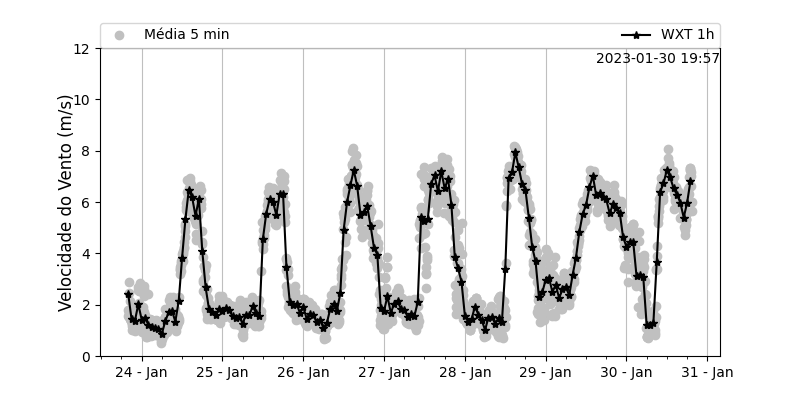 Média 5 min
WXT 1h
2023-01-30 19:57
Velocidade do Vento (m/s)
12
10
8
6
4
2
0
24 - Jan
25 - Jan
26 - Jan
27 - Jan
28 - Jan
29 - Jan
30 - Jan
31 - Jan